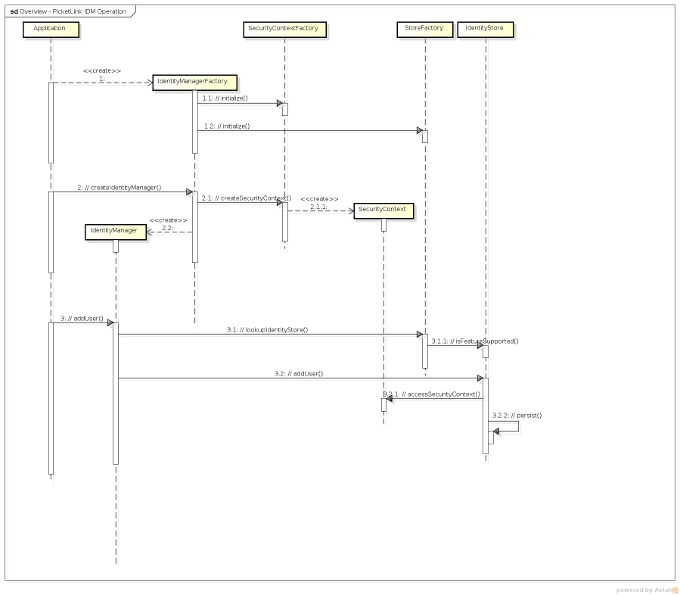 sd Overview - PicketLink IDM Operation
Application
SecurityContextFactory
StoreFactory
IdentityStore
<<create>>
1:
IdentityManagerFactory
1.1: // initialize()
1.2: // initialize()
2: // createIdentityManager()
2.1: // createSecurityContext()
<<create>>
2.1.1:
SecurityContext
<<create>>
2.2:
IdentityManager
3: // addUser()
3.1: // lookupIdentityStore()
3.1.1: // isFeatureSupported()
3.2: // addUser()
3.2.1: // accessSecurityContext()
3.2.2: // persist()
powered by Astah